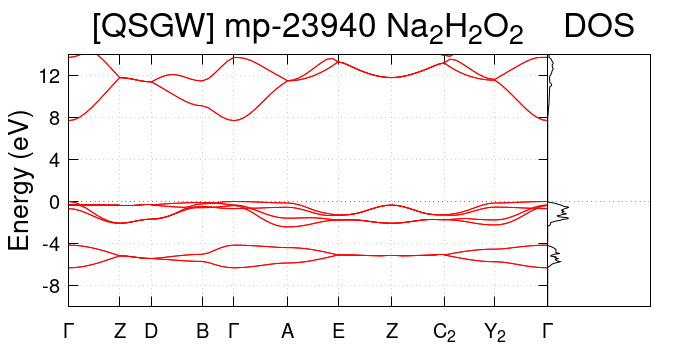 [QSGW] mp-23940 Na₂H₂O₂ DOS
Energy (eV)
12
8
4
0
-4
-8
Γ Z D B Γ A E Z C₂ Y₂ Γ